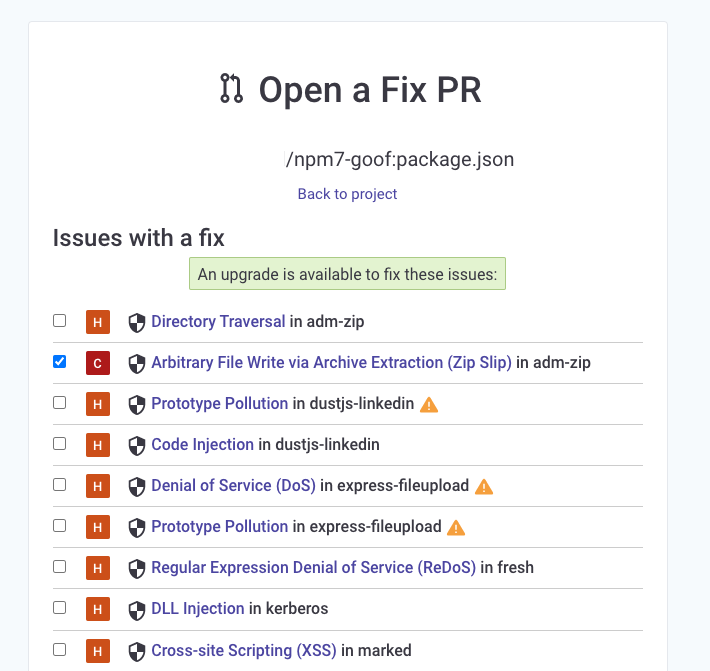 Open a Fix PR
/npm7-goof:package.json
Back to project
Issues with a fix
An upgrade is available to fix these issues:
H Directory Traversal in adm-zip
C Arbitrary File Write via Archive Extraction (Zip Slip) in adm-zip
H Prototype Pollution in dustjs-linkedin
H Code Injection in dustjs-linkedin
H Denial of Service (DoS) in express-fileupload
H Prototype Pollution in express-fileupload
H Regular Expression Denial of Service (ReDoS) in fresh
H DLL Injection in kerberos
H Cross-site Scripting (XSS) in marked